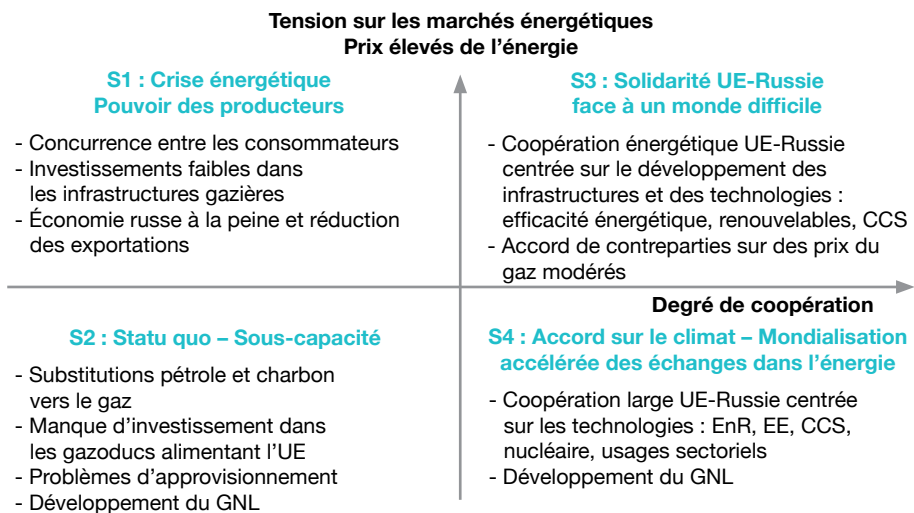 Tension sur les marchés énergétiques
Prix élevés de l’énergie
S1 : Crise énergétique
Pouvoir des producteurs
- Concurrence entre les consommateurs
- Investissements faibles dans
les infrastructures gazières
- Économie russe à la peine et réduction
des exportations
S3 : Solidarité UE-Russie
face à un monde difficile
- Coopération énergétique UE-Russie
centrée sur le développement des
infrastructures et des technologies :
efficacité énergétique, renouvelables, CCS
- Accord de contreparties sur des prix du
gaz modérés
Degré de coopération
S2 : Statu quo – Sous-capacité
- Substitutions pétrole et charbon
vers le gaz
- Manque d’investissement dans
les gazoducs alimentant l’UE
- Problèmes d’approvisionnement
- Développement du GNL
S4 : Accord sur le climat – Mondialisation
accélérée des échanges dans l’énergie
- Coopération large UE-Russie centrée
sur les technologies : EnR, EE, CCS,
nucléaire, usages sectoriels
- Développement du GNL